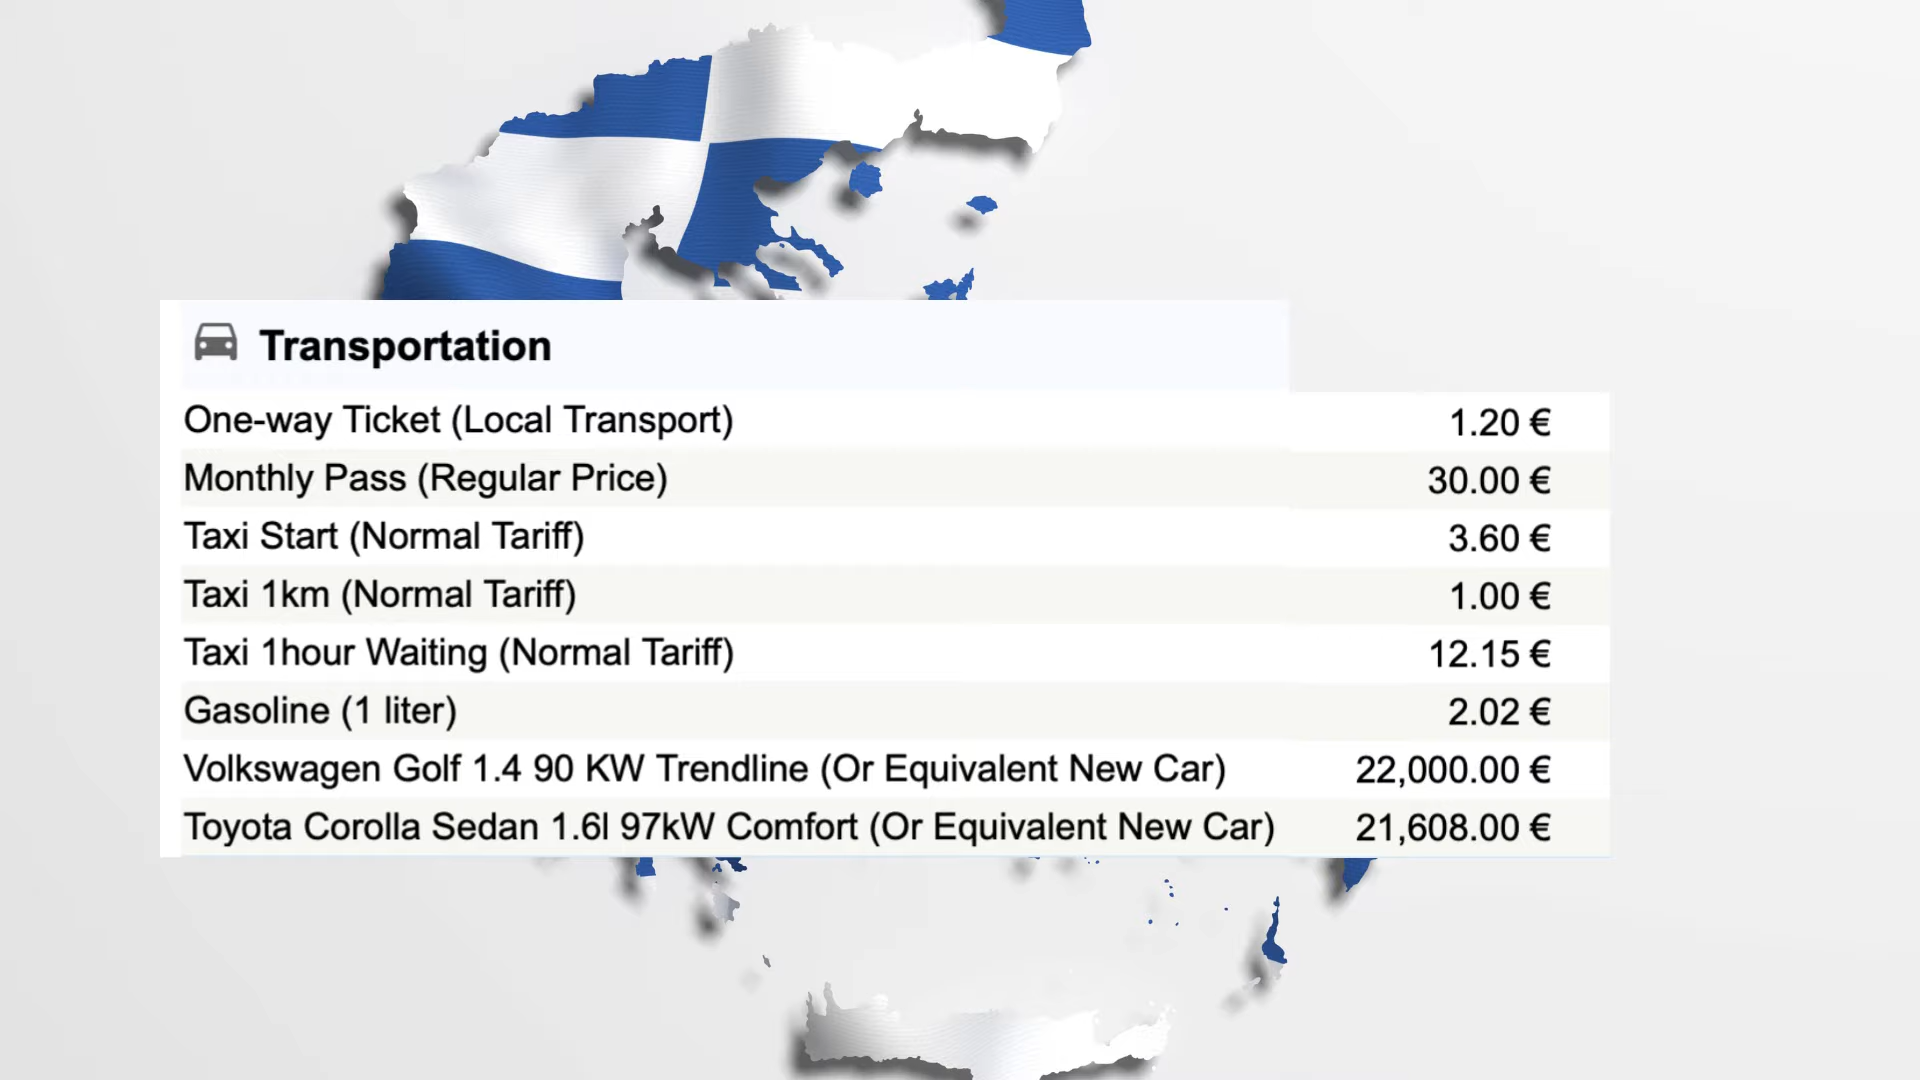 Transportation
One-way Ticket (Local Transport) 1.20 €
Monthly Pass (Regular Price) 30.00 €
Taxi Start (Normal Tariff) 3.60 €
Taxi 1km (Normal Tariff) 1.00 €
Taxi 1hour Waiting (Normal Tariff) 12.15 €
Gasoline (1 liter) 2.02 €
Volkswagen Golf 1.4 90 KW Trendline (Or Equivalent New Car) 22,000.00 €
Toyota Corolla Sedan 1.6l 97kW Comfort (Or Equivalent New Car) 21,608.00 €